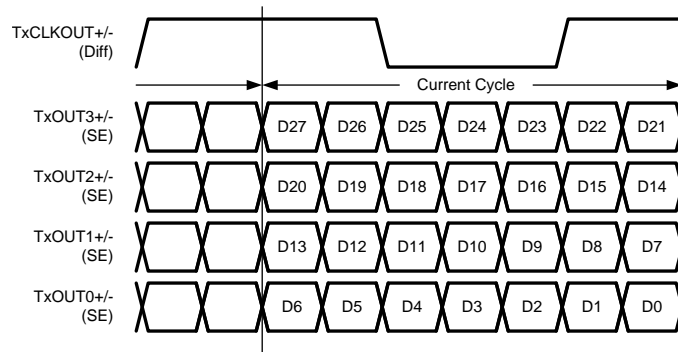 TxCLKOUT+/-
(Diff)
Current Cycle
TxOUT3+/-
(SE)
D27 D26 D25 D24 D23 D22 D21
TxOUT2+/-
(SE)
D20 D19 D18 D17 D16 D15 D14
TxOUT1+/-
(SE)
D13 D12 D11 D10 D9 D8 D7
TxOUT0+/-
(SE)
D6 D5 D4 D3 D2 D1 D0